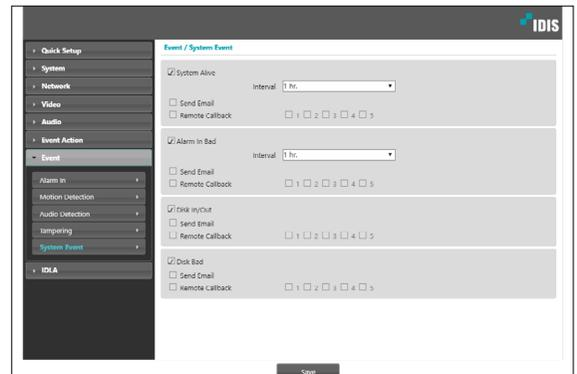 IDIS
Quick Setup
System
Network
Video
Audio
Event Action
Event
Alarm In
Motion Detection
Audio Detection
Tampering
System Event
IDLA
Event / System Event
System Alive
Interval 1 hr.
Send Email
Remote Callback 1 2 3 4 5
Alarm In Bad
Interval 1 hr.
Send Email
Remote Callback 1 2 3 4 5
Disk In/Out
Send Email
Remote Callback 1 2 3 4 5
Disk Bad
Send Email
Remote Callback 1 2 3 4 5
Save